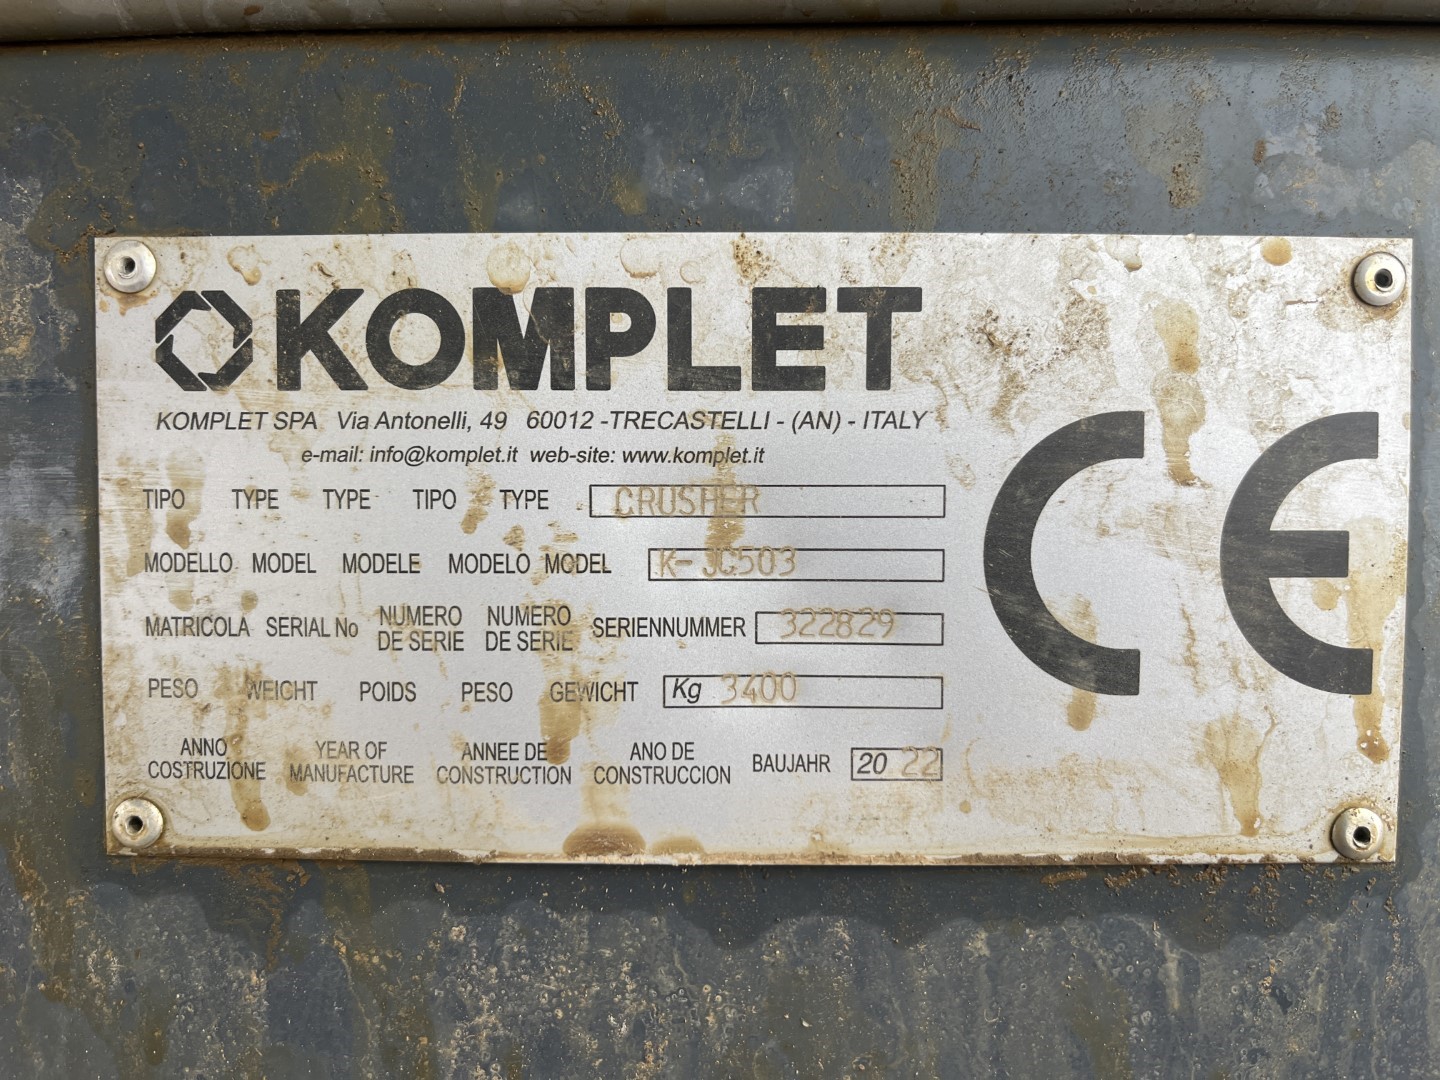 KOMPLET
KOMPLET SPA Via Antonelli, 49 60012 -TRECASTELLI - (AN) - ITALY
e-mail: info@komplet.it web-site: www.komplet.it
TIPO TYPE TYPE TIPO TYPE CRUSHER
MODELLO MODEL MODELE MODELO MODEL K-JC503
MATRICOLA SERIAL No NUMERO DE SERIE NUMERO DE SERIE SERIENNUMMER 322829
PESO WEICHT POIDS PESO GEWICHT Kg 3400
ANNO COSTRUZIONE YEAR OF MANUFACTURE ANNEE DE CONSTRUCTION ANO DE CONSTRUCCION BAUJAHR 20 22
CE